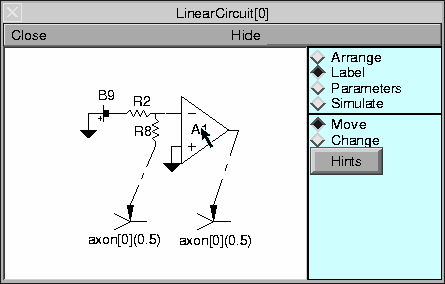 LinearCircuit[0]
Close Hide
Arrange
Label
Parameters
Simulate
Move
Change
Hints
B9
R2
R8
A1
axon[0](0.5) axon[0](0.5)